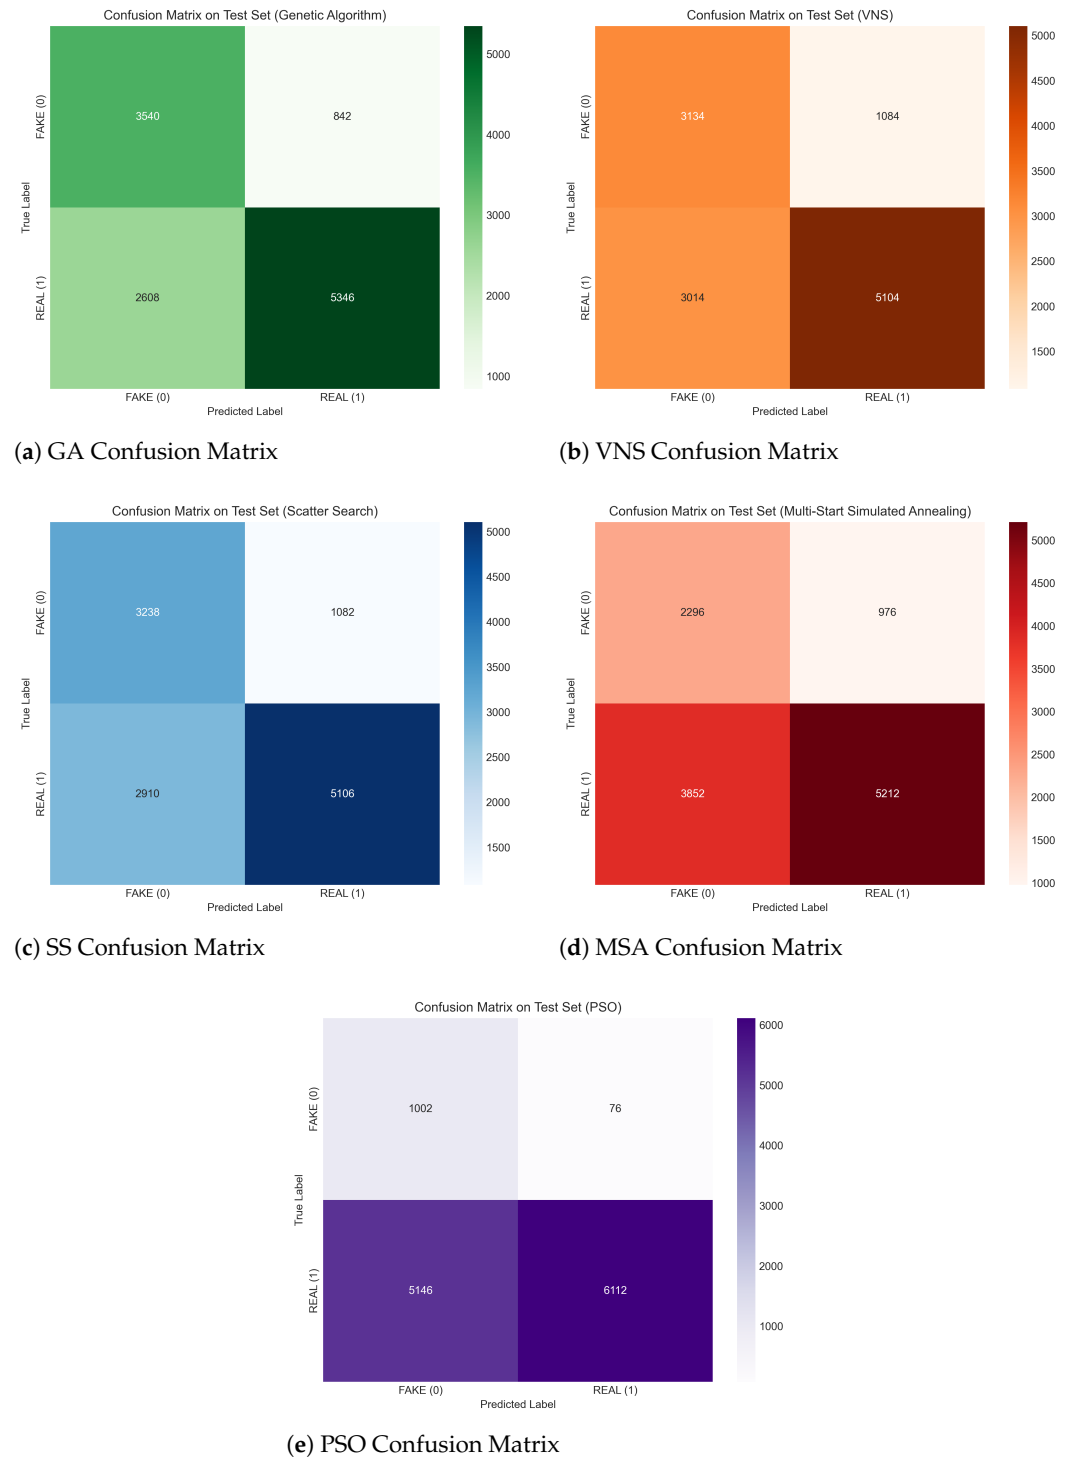 Confusion Matrix on Test Set (Genetic Algorithm)
True Label
FAKE (0)
REAL (1)
3540
842
2608
5346
FAKE (0)
REAL (1)
Predicted Label
5000
4000
3000
2000
1000
(a) GA Confusion Matrix
Confusion Matrix on Test Set (VNS)
True Label
FAKE (0)
REAL (1)
3134
1084
3014
5104
FAKE (0)
REAL (1)
Predicted Label
5000
4500
4000
3500
3000
2500
2000
1500
(b) VNS Confusion Matrix
Confusion Matrix on Test Set (Scatter Search)
True Label
FAKE (0)
REAL (1)
3238
1082
2910
5106
FAKE (0)
REAL (1)
Predicted Label
5000
4500
4000
3500
3000
2500
2000
1500
(c) SS Confusion Matrix
Confusion Matrix on Test Set (Multi-Start Simulated Annealing)
True Label
FAKE (0)
REAL (1)
2296
976
3852
5212
FAKE (0)
REAL (1)
Predicted Label
5000
4500
4000
3500
3000
2500
2000
1500
1000
(d) MSA Confusion Matrix
Confusion Matrix on Test Set (PSO)
True Label
FAKE (0)
REAL (1)
1002
76
5146
6112
FAKE (0)
REAL (1)
Predicted Label
6000
5000
4000
3000
2000
1000
(e) PSO Confusion Matrix